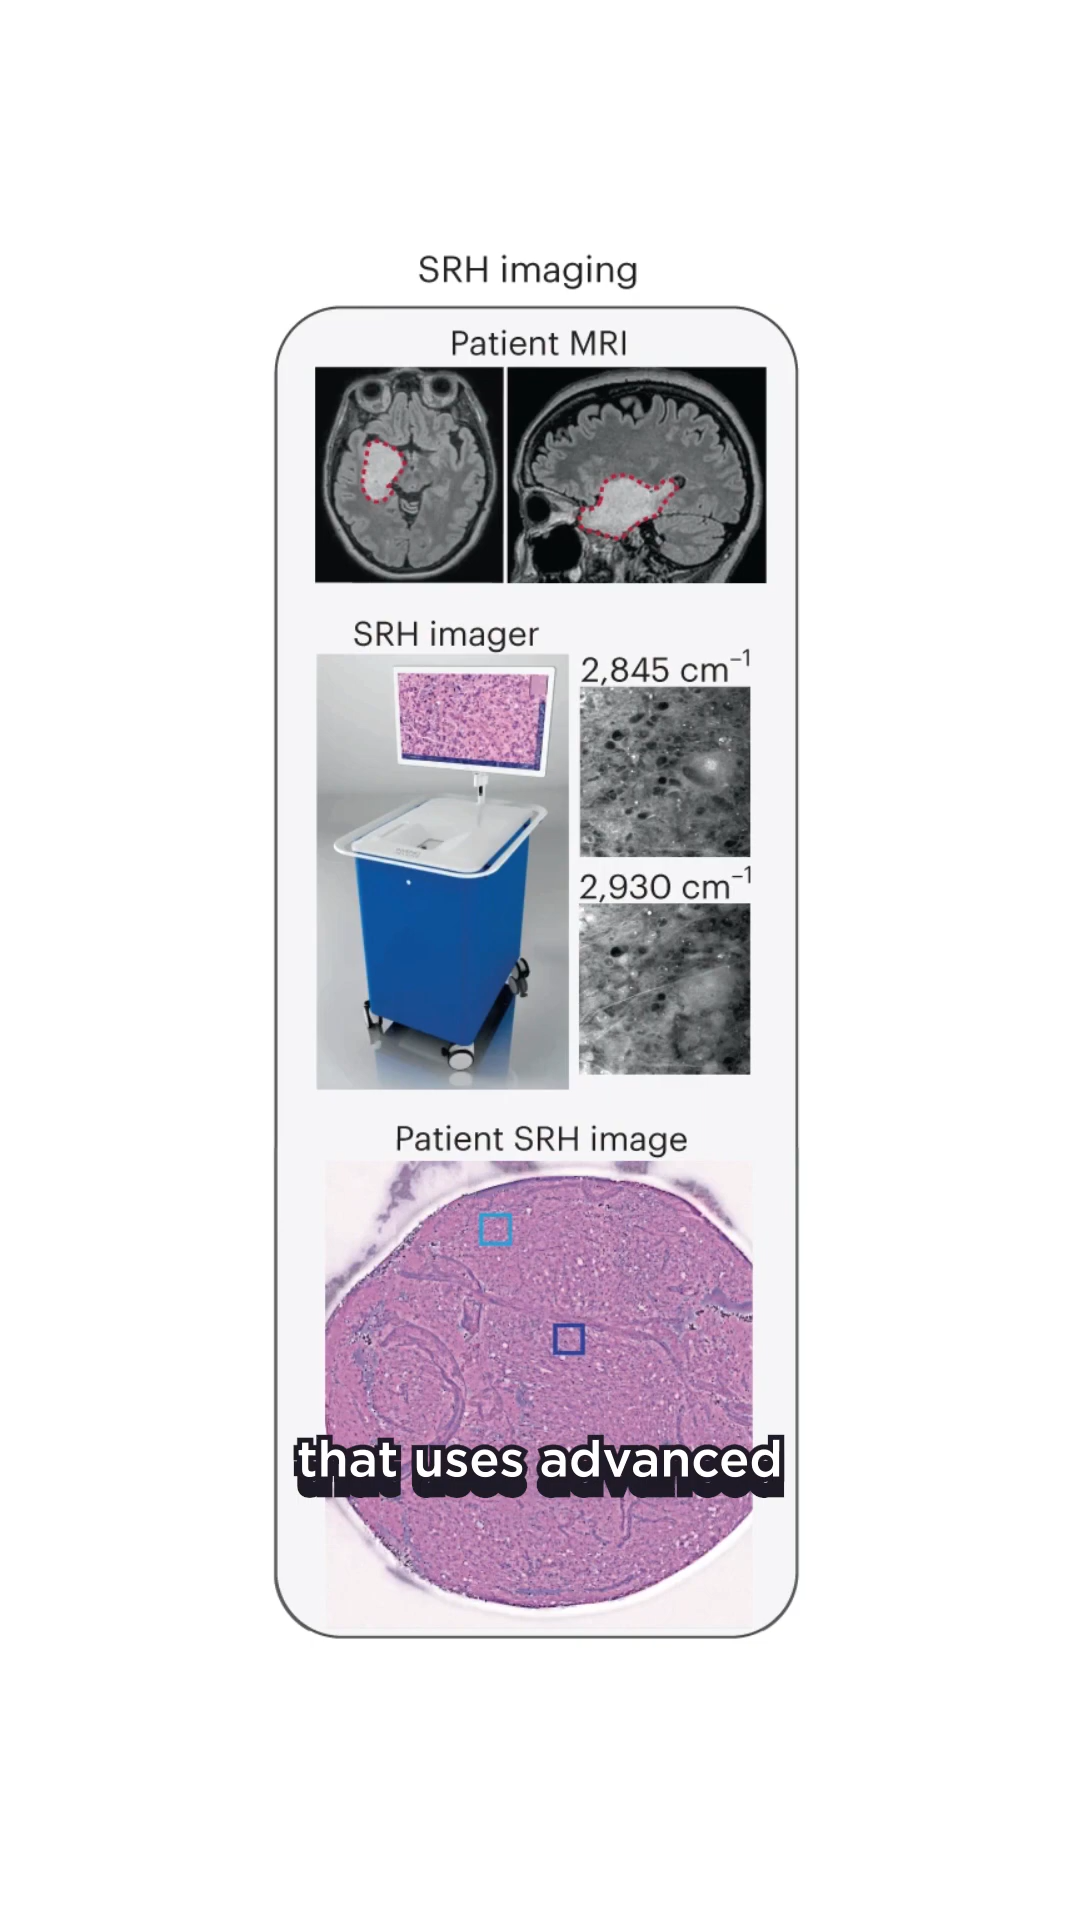 SRH imaging
Patient MRI
SRH imager
2,845 cm⁻¹
2,930 cm⁻¹
Patient SRH image
that uses advanced